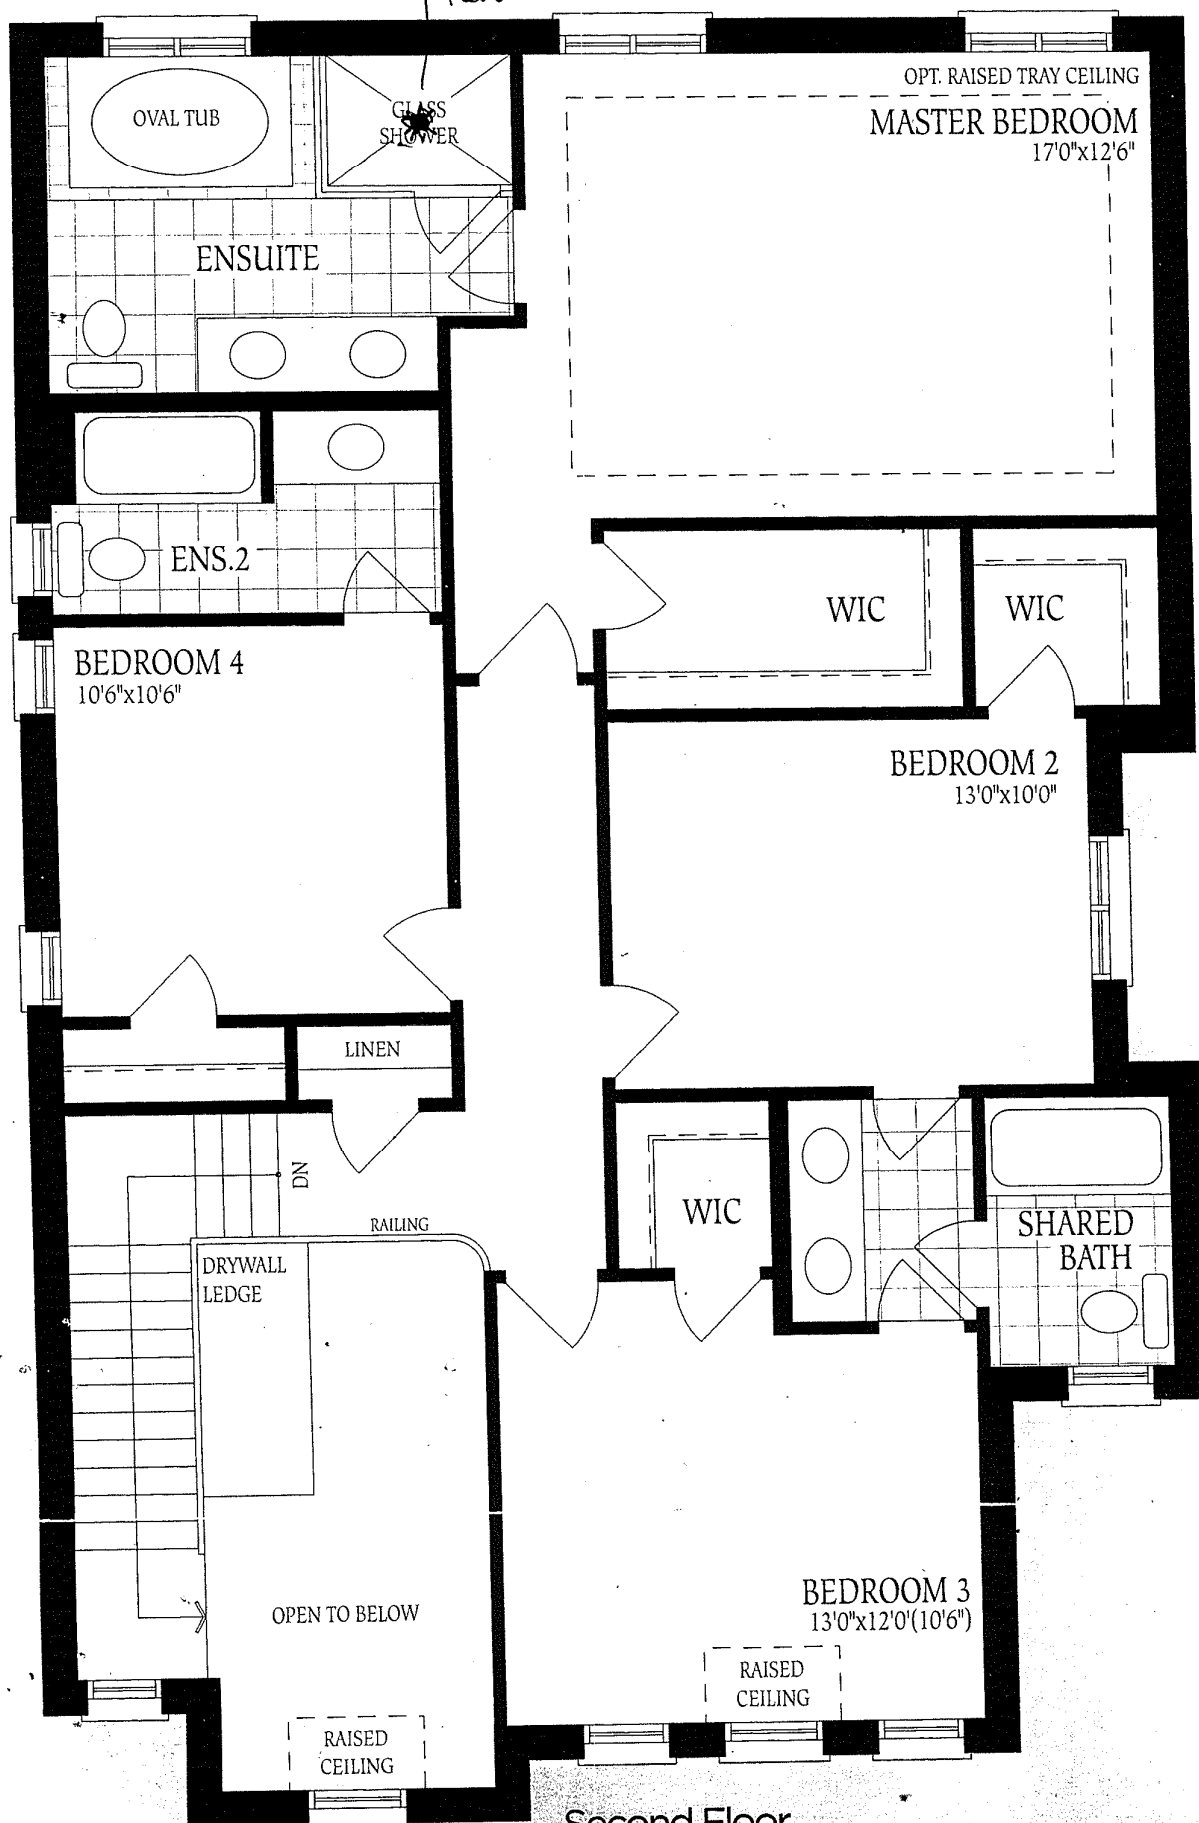 OVAL TUB
GLASS
SHOWER
OPT. RAISED TRAY CEILING
MASTER BEDROOM
17'0"x12'6"
ENSUITE
ENS.2
WIC
WIC
BEDROOM 4
10'6"x10'6"
BEDROOM 2
13'0"x10'0"
LINEN
DN
RAILING
WIC
SHARED
BATH
DRYWALL
LEDGE
OPEN TO BELOW
BEDROOM 3
13'0"x12'0'(10'6")
RAISED
CEILING
RAISED
CEILING
Second Floor